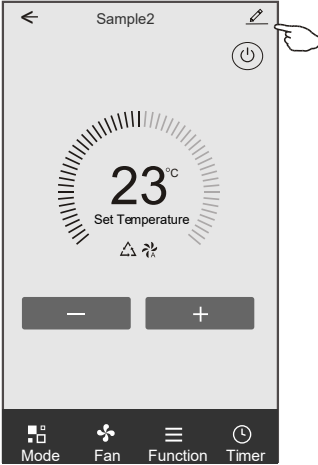 Sample2
23°C
Set Temperature
A
Mode Fan Function Timer